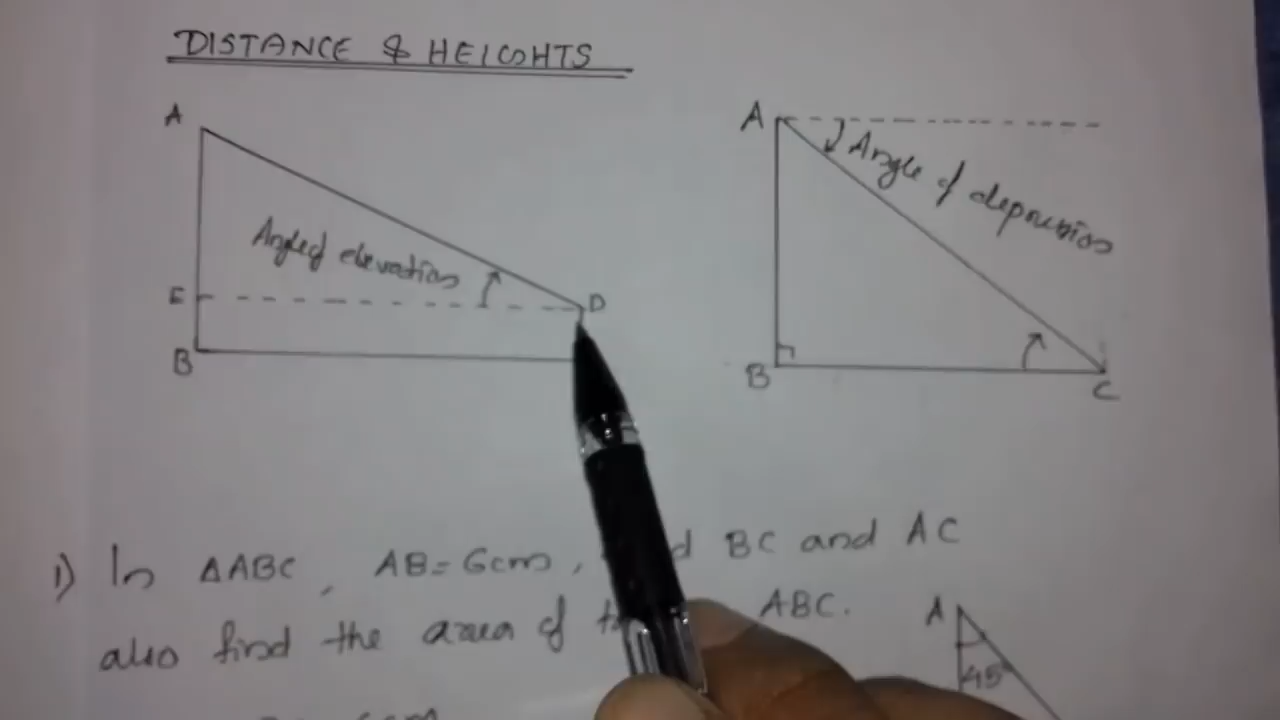 DISTANCE & HEIGHTS
A
Angle of elevation
E
D
B
A
Angle of depression
B
C
1) In ΔABC, AB= 6cm, BC and AC
also find the area of ABC.
A
45°
6cm